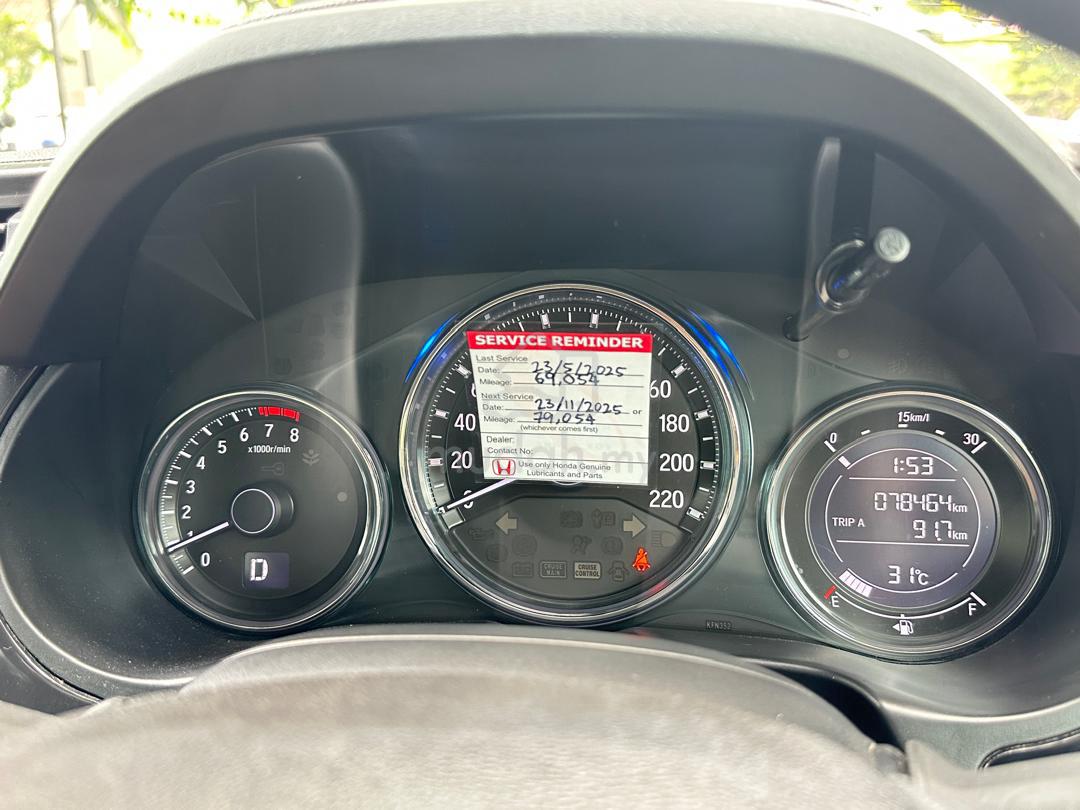 SERVICE REMINDER
Last Service
Date: 23/5/2025
Mileage: 69,054
Next Service
Date: 23/11/2025 or
Mileage: 79,054
(whichever comes first)
Dealer:
Contact No:
Use only Honda Genuine
Lubricants and Parts
0 1 2 3 4 5 6 7 8
x1000r/min
D
20
40
180
200
220
CRUISE MAIN
CRUISE CONTROL
15km/l
0 30
1:53
078464km
TRIP A
91.7km
31°C
E F
KFN352